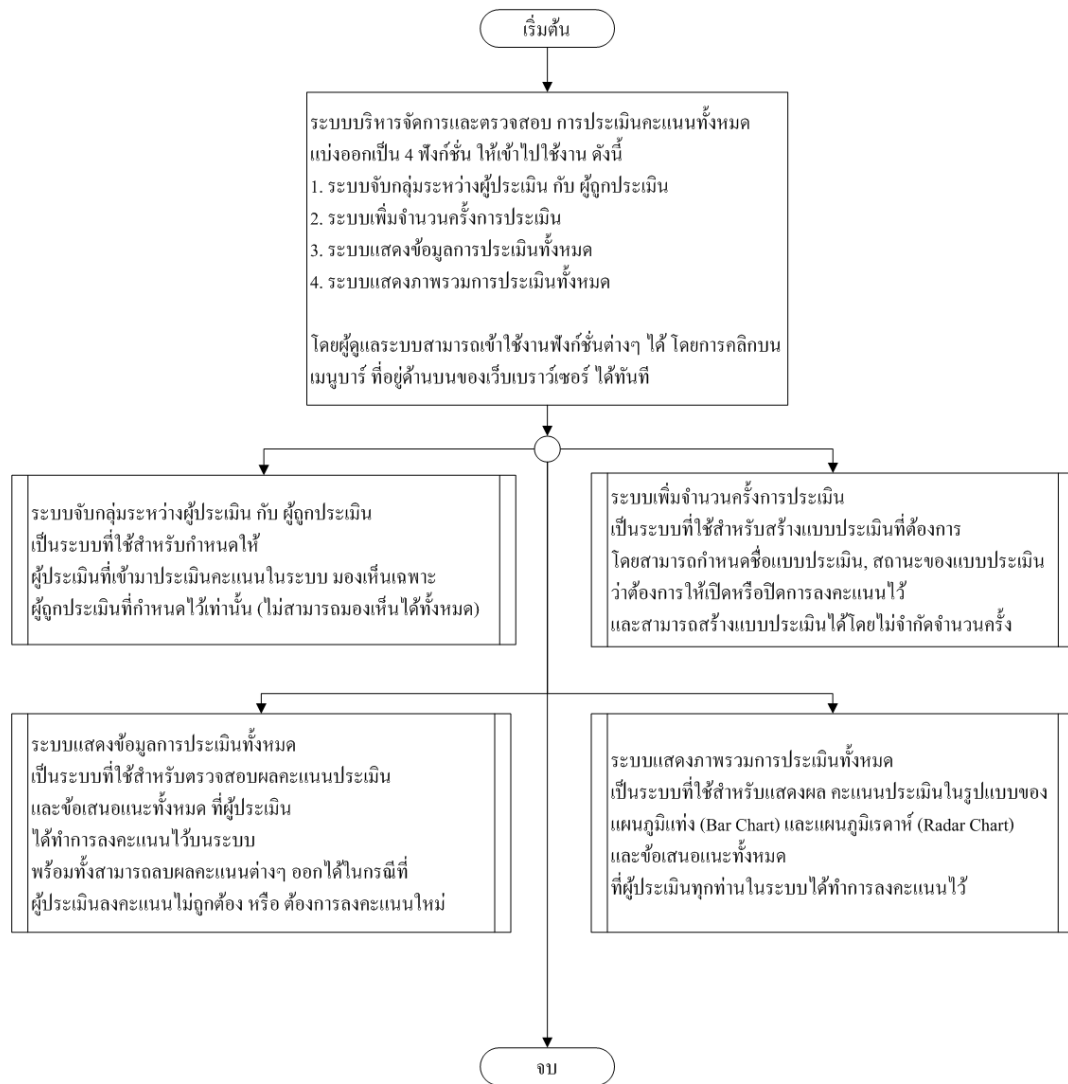 เริ่มต้น
ระบบบริหารจัดการและตรวจสอบ การประเมินคะแนนทั้งหมด
แบ่งออกเป็น 4 ฟังก์ชั่น ให้เข้าไปใช้งาน ดังนี้
1. ระบบจับกลุ่มระหว่างผู้ประเมิน กับ ผู้ถูกประเมิน
2. ระบบเพิ่มจำนวนครั้งการประเมิน
3. ระบบแสดงข้อมูลการประเมินทั้งหมด
4. ระบบแสดงภาพรวมการประเมินทั้งหมด
โดยผู้ดูแลระบบสามารถเข้าใช้งานฟังก์ชั่นต่างๆ ได้ โดยการคลิกบน
เมนูบาร์ ที่อยู่ด้านบนของเว็บเบราว์เซอร์ ได้ทันที
ระบบจับกลุ่มระหว่างผู้ประเมิน กับ ผู้ถูกประเมิน
เป็นระบบที่ใช้สำหรับกำหนดให้
ผู้ประเมินที่เข้ามาประเมินคะแนนในระบบ มองเห็นเฉพาะ
ผู้ถูกประเมินที่กำหนดไว้เท่านั้น (ไม่สามารถมองเห็นได้ทั้งหมด)
ระบบเพิ่มจำนวนครั้งการประเมิน
เป็นระบบที่ใช้สำหรับสร้างแบบประเมินที่ต้องการ
โดยสามารถกำหนดชื่อแบบประเมิน, สถานะของแบบประเมิน
ว่าต้องการให้เปิดหรือปิดการลงคะแนนไว้
และสามารถสร้างแบบประเมินได้โดยไม่จำกัดจำนวนครั้ง
ระบบแสดงข้อมูลการประเมินทั้งหมด
เป็นระบบที่ใช้สำหรับตรวจสอบผลคะแนนประเมิน
และข้อเสนอแนะทั้งหมด ที่ผู้ประเมิน
ได้ทำการลงคะแนนไว้บนระบบ
พร้อมทั้งสามารถลบผลคะแนนต่างๆ ออกได้ในกรณีที่
ผู้ประเมินลงคะแนนไม่ถูกต้อง หรือ ต้องการลงคะแนนใหม่
ระบบแสดงภาพรวมการประเมินทั้งหมด
เป็นระบบที่ใช้สำหรับแสดงผล คะแนนประเมินในรูปแบบของ
แผนภูมิแท่ง (Bar Chart) และแผนภูมิเรดาห์ (Radar Chart)
และข้อเสนอแนะทั้งหมด
ที่ผู้ประเมินทุกท่านในระบบได้ทำการลงคะแนนไว้
จบ